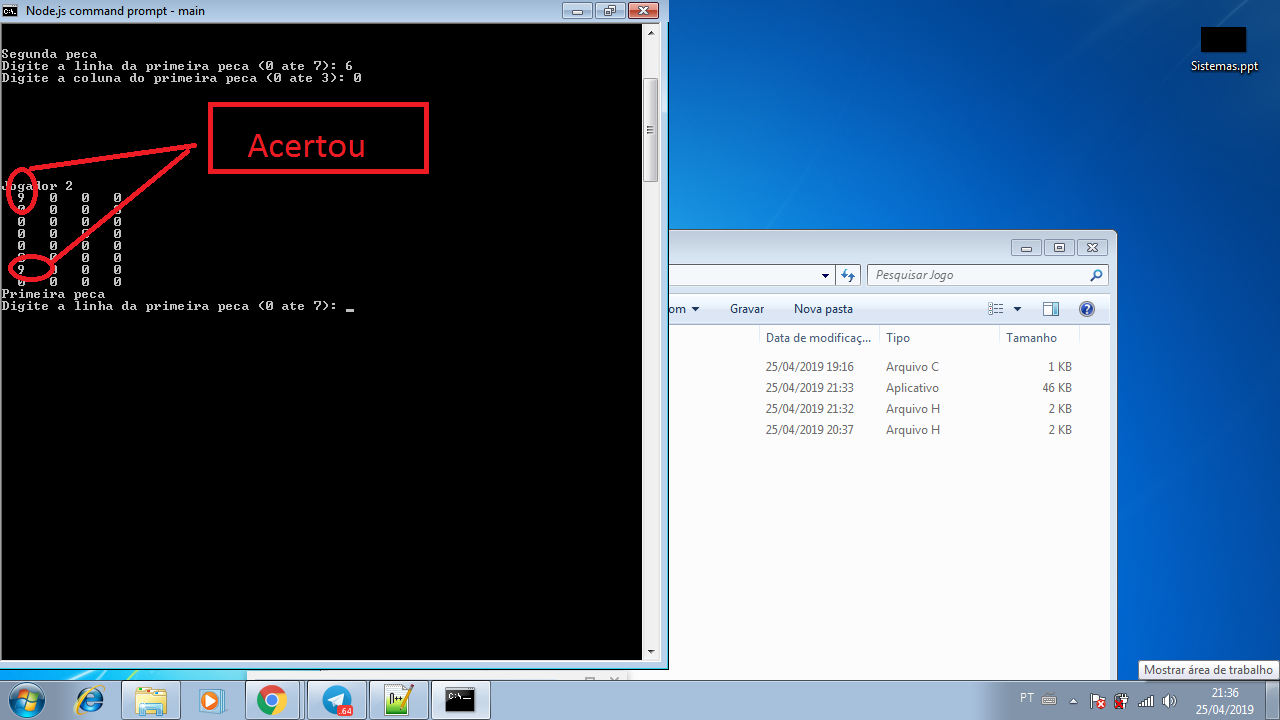 Node.js command prompt - main
Segunda peca
Digite a linha da primeira peca (0 ate 7): 6
Digite a coluna do primeira peca (0 ate 3): 0
Acertou
Jogador 2
9 0 0 0
0 0 0 0
0 0 0 0
0 0 0 0
0 0 0 0
0 0 0 0
9 0 0 0
0 0 0 0
Primeira peca
Digite a linha da primeira peca (0 ate 7): _
Sistemas.ppt
Pesquisar Jogo
om
Gravar
Nova pasta
Data de modificaç...
Tipo
Tamanho
25/04/2019 19:16 Arquivo C 1 KB
25/04/2019 21:33 Aplicativo 46 KB
25/04/2019 21:32 Arquivo H 2 KB
25/04/2019 20:37 Arquivo H 2 KB
Mostrar área de trabalho
.64
PT
21:36
25/04/2019